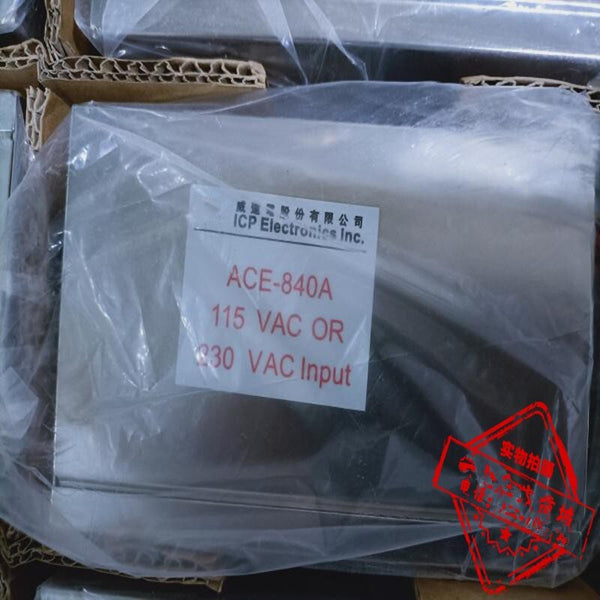 威達電股份有限公司
ICP Electronics Inc.
ACE-840A
115 VAC OR
230 VAC Input
实物拍摄